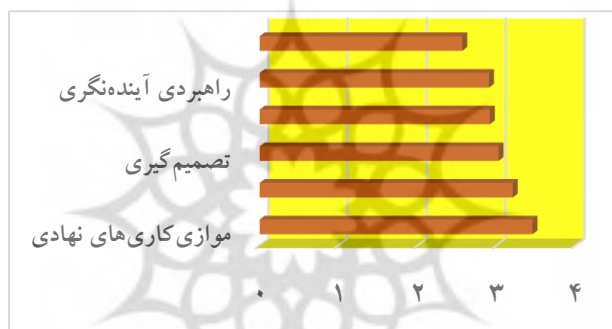 راهبردی آینده‌نگری
تصمیم‌گیری
موازی‌کاری‌های نهادی
۰ ۱ ۲ ۳ ۴